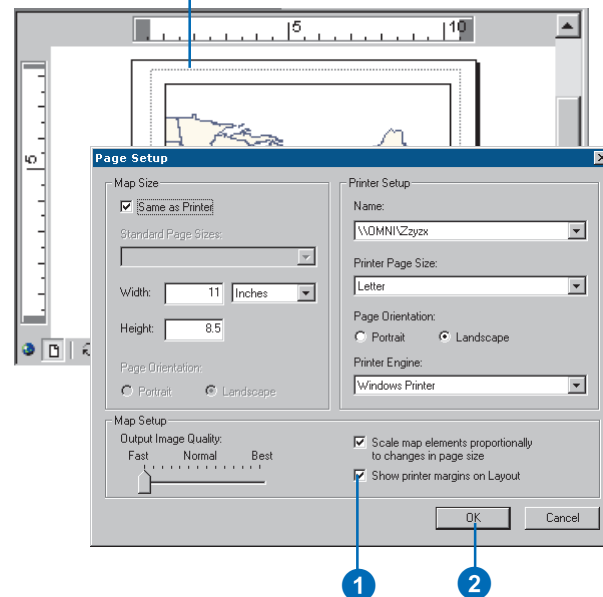 5 10
5
Page Setup
Map Size
Same as Printer
Standard Page Sizes:
Width: 11 Inches
Height: 8.5
Page Orientation:
Portrait Landscape
Printer Setup
Name:
\\OMNI\Zzyzx
Printer Page Size:
Letter
Page Orientation:
Portrait Landscape
Printer Engine:
Windows Printer
Map Setup
Output Image Quality:
Fast Normal Best
Scale map elements proportionally
to changes in page size
Show printer margins on Layout
OK Cancel
1 2